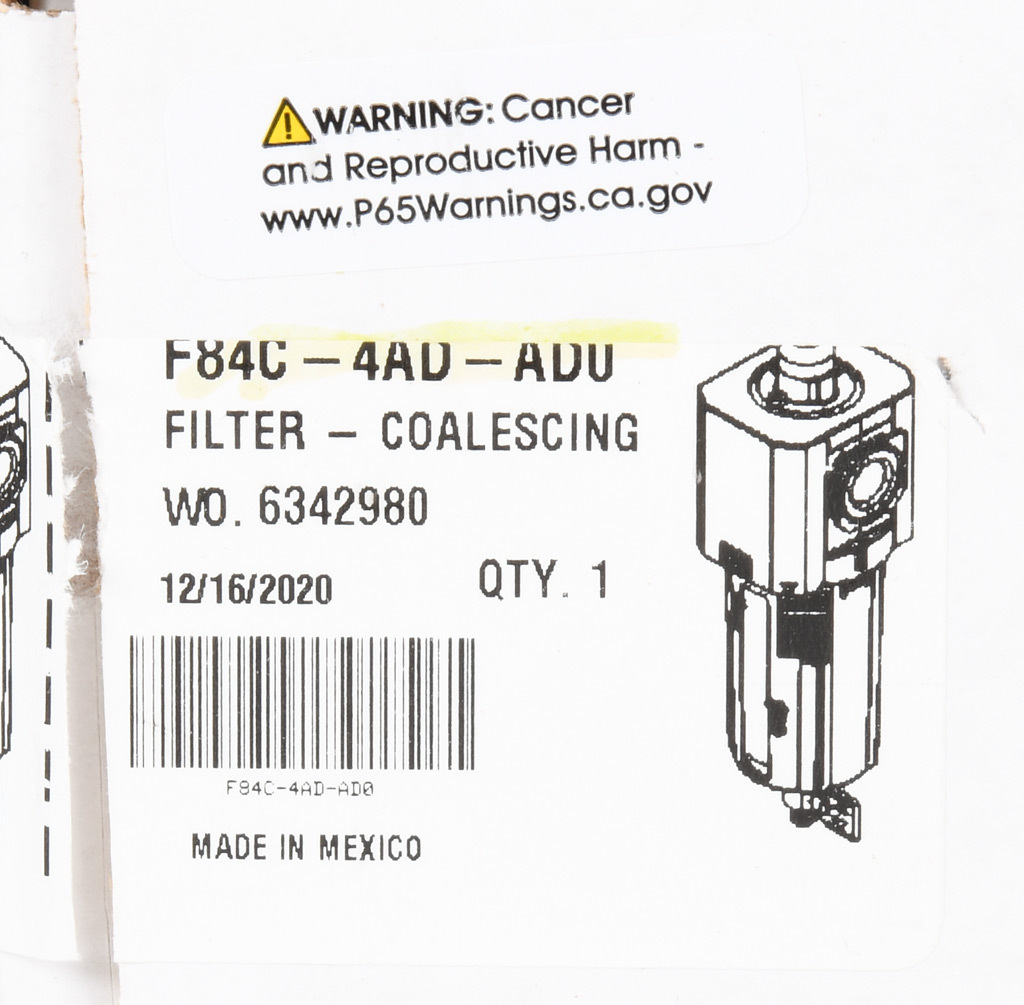 WARNING: Cancer
and Reproductive Harm -
www.P65Warnings.ca.gov
F84C - 4AD - AD0
FILTER - COALESCING
WO. 6342980
12/16/2020 QTY. 1
F84C-4AD-AD0
MADE IN MEXICO